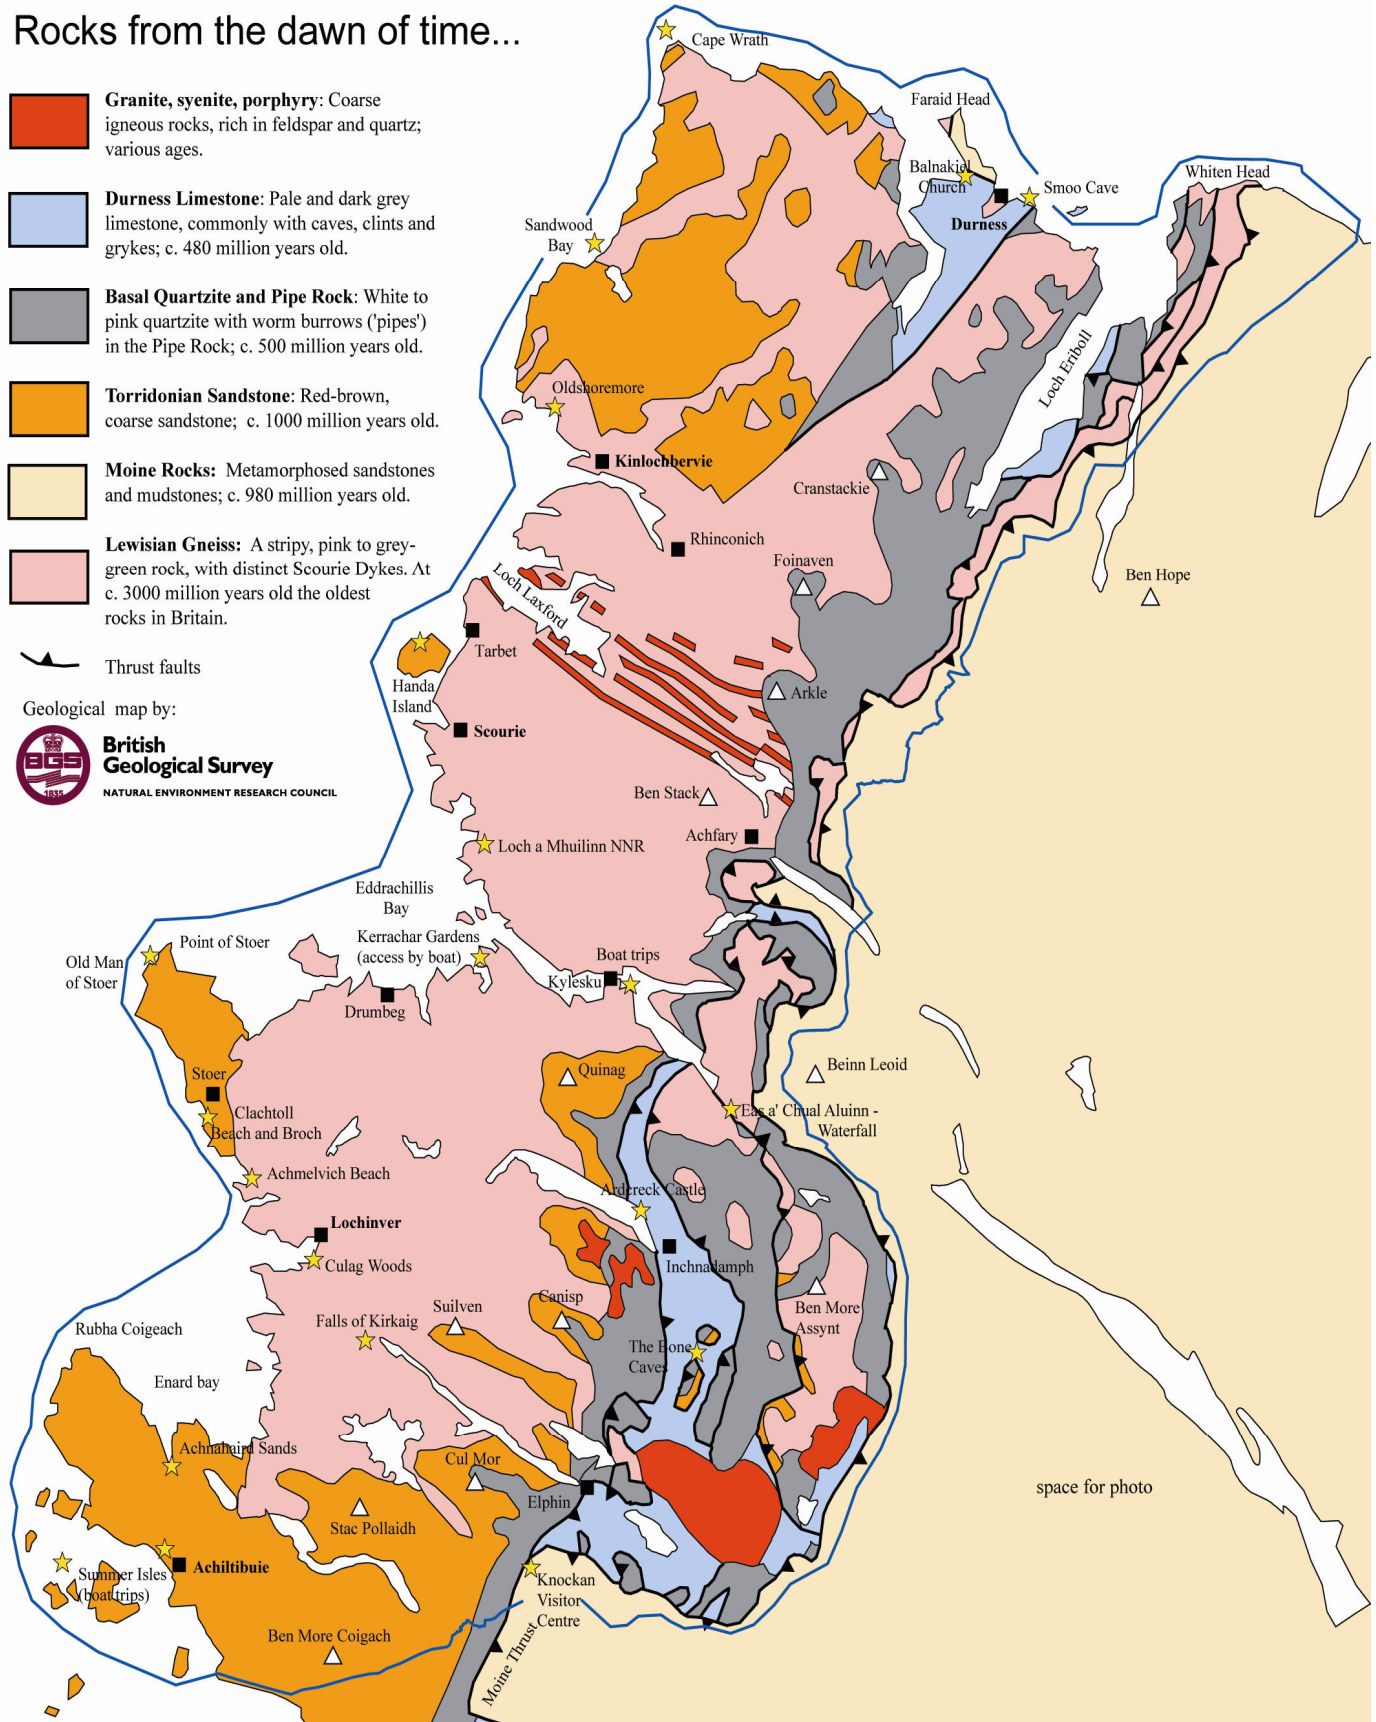 Rocks from the dawn of time...
Granite, syenite, porphyry: Coarse
igneous rocks, rich in feldspar and quartz;
various ages.
Durness Limestone: Pale and dark grey
limestone, commonly with caves, clints and
grykes; c. 480 million years old.
Basal Quartzite and Pipe Rock: White to
pink quartzite with worm burrows ('pipes')
in the Pipe Rock; c. 500 million years old.
Torridonian Sandstone: Red-brown,
coarse sandstone; c. 1000 million years old.
Moine Rocks: Metamorphosed sandstones
and mudstones; c. 980 million years old.
Lewisian Gneiss: A stripy, pink to grey-
green rock, with distinct Scourie Dykes. At
c. 3000 million years old the oldest
rocks in Britain.
Thrust faults
Geological map by:
BGS
1835
British
Geological Survey
NATURAL ENVIRONMENT RESEARCH COUNCIL
Cape Wrath
Faraid Head
Balnakiel
Church
Smoo Cave
Durness
Whiten Head
Sandwood
Bay
Loch Eriboll
Oldshoremore
Kinlochbervie
Cranstackie
Rhinconich
Foinaven
Ben Hope
Loch Laxford
Tarbet
Handa
Island
Arkle
Scourie
Ben Stack
Achfary
Loch a Mhuilinn NNR
Eddrachillis
Bay
Point of Stoer
Old Man
of Stoer
Kerrachar Gardens
(access by boat)
Boat trips
Kylesku
Drumbeg
Quinag
Beinn Leoid
Stoer
Clachtoll
Beach and Broch
Eas a' Chual Aluinn -
Waterfall
Achmelvich Beach
Ardcreck Castle
Lochinver
Culag Woods
Inchnadamph
Canisp
Suilven
Falls of Kirkaig
Ben More
Assynt
Rubha Coigeach
The Bone
Caves
Enard bay
Achnahaird Sands
Cul Mor
Elphin
space for photo
Stac Pollaidh
Achiltibuie
Summer Isles
(boat trips)
Knockan
Visitor
Centre
Ben More Coigach
Moine Thrust